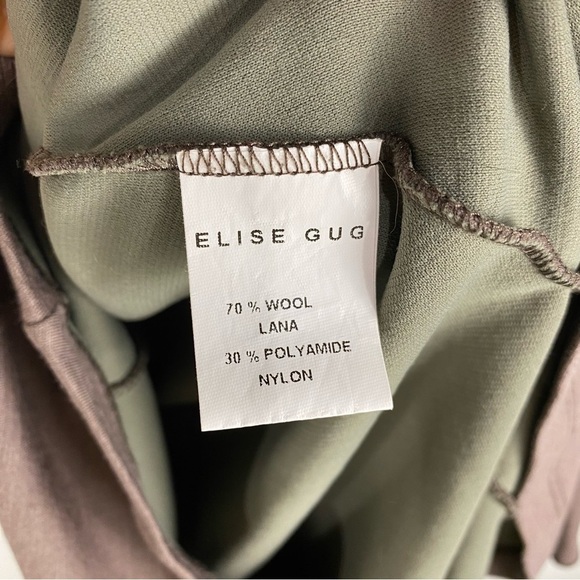 ELISE GUG
70 % WOOL
LANA
30 % POLYAMIDE
NYLON